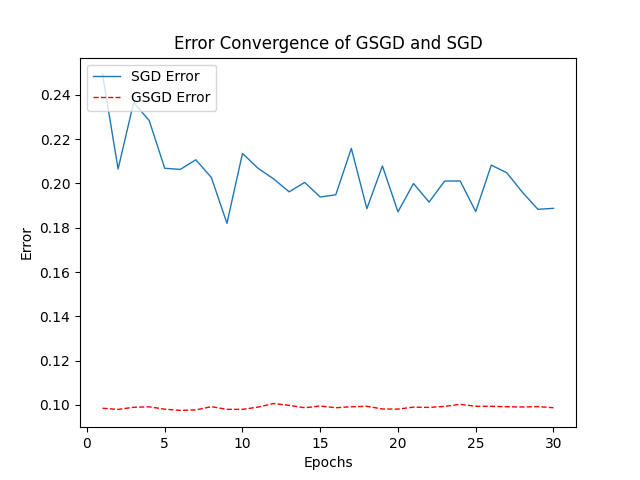 Error Convergence of GSGD and SGD
SGD Error
GSGD Error
0.24
0.22
0.20
0.18
0.16
0.14
0.12
0.10
Error
0 5 10 15 20 25 30
Epochs